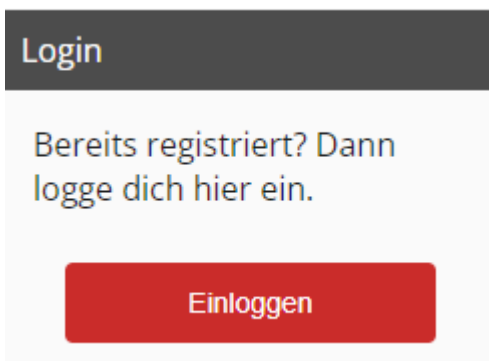 Login
Bereits registriert? Dann
logge dich hier ein.
Einloggen